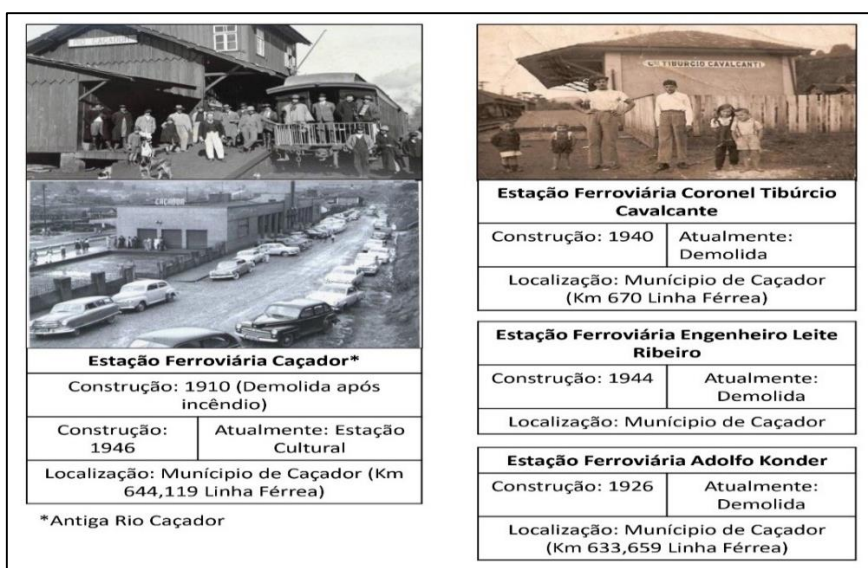 RIO CAÇADOR
CAÇADOR
Estação Ferroviária Caçador*
Construção: 1910 (Demolida após
incêndio)
Construção:
1946
Atualmente: Estação
Cultural
Localização: Munícipio de Caçador (Km
644,119 Linha Férrea)
*Antiga Rio Caçador
CEL TIBURCIO CAVALCANTI
Estação Ferroviária Coronel Tibúrcio
Cavalcante
Construção: 1940
Atualmente:
Demolida
Localização: Munícipio de Caçador
(Km 670 Linha Férrea)
Estação Ferroviária Engenheiro Leite
Ribeiro
Construção: 1944
Atualmente:
Demolida
Localização: Munícipio de Caçador
Estação Ferroviária Adolfo Konder
Construção: 1926
Atualmente:
Demolida
Localização: Munícipio de Caçador
(Km 633,659 Linha Férrea)